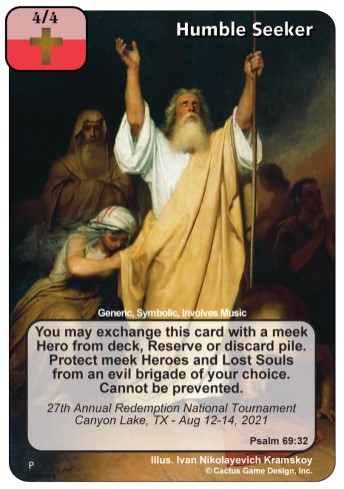 4/4
Humble Seeker
Generic, Symbolic, Involves Music
You may exchange this card with a meek
Hero from deck, Reserve or discard pile.
Protect meek Heroes and Lost Souls
from an evil brigade of your choice.
Cannot be prevented.
27th Annual Redemption National Tournament
Canyon Lake, TX - Aug 12-14, 2021
Psalm 69:32
P
Illus. Ivan Nikolayevich Kramskoy
© Cactus Game Design, Inc.